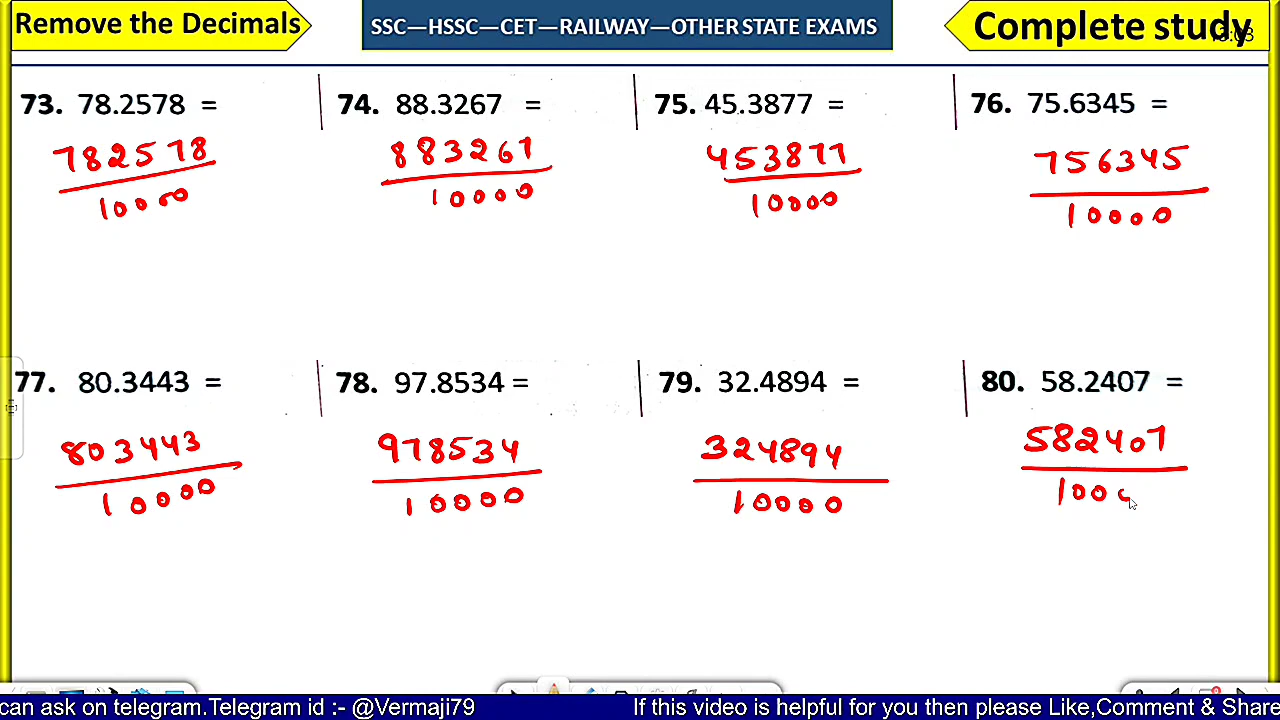 Remove the Decimals
SSC—HSSC—CET—RAILWAY—OTHER STATE EXAMS
Complete study
73. 78.2578 =
74. 88.3267 =
75. 45.3877 =
76. 75.6345 =
782578
883267
453877
756345
10000
10000
10000
10000
77. 80.3443 =
78. 97.8534 =
79. 32.4894 =
80. 58.2407 =
803443
978534
324894
582407
10000
10000
10000
100
can ask on telegram.Telegram id :- @Vermaji79
If this video is helpful for you then please Like,Comment & Share